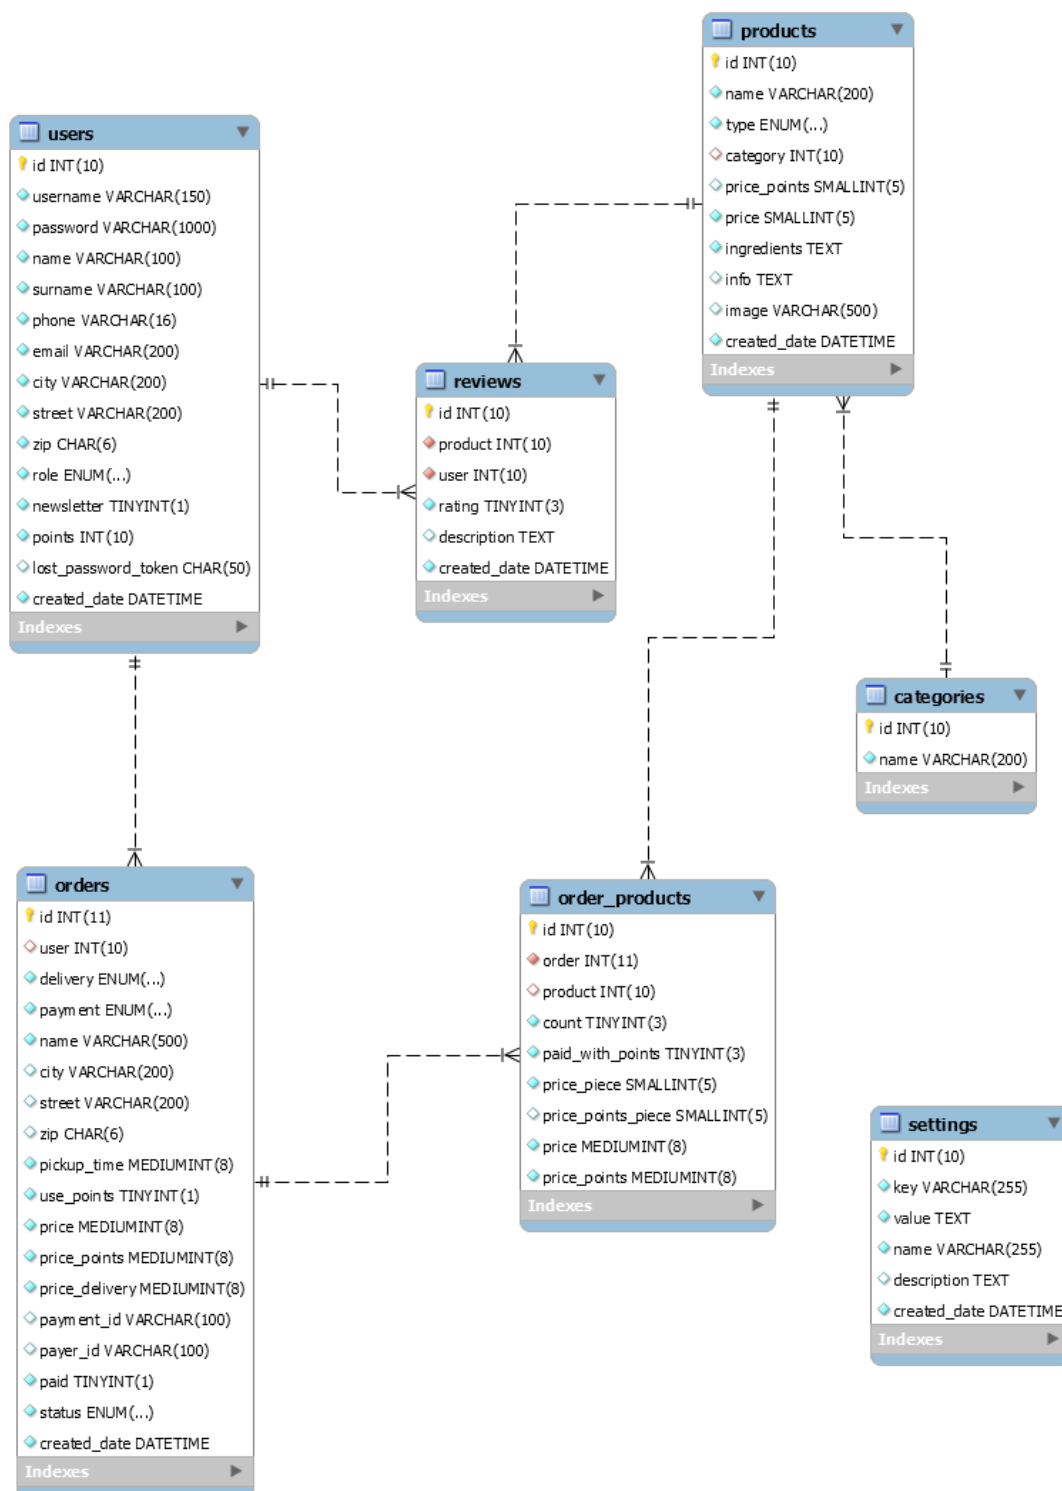 products
id INT(10)
name VARCHAR(200)
type ENUM(...)
category INT(10)
price_points SMALLINT(5)
price SMALLINT(5)
ingredients TEXT
info TEXT
image VARCHAR(500)
created_date DATETIME
Indexes
users
id INT(10)
username VARCHAR(150)
password VARCHAR(1000)
name VARCHAR(100)
surname VARCHAR(100)
phone VARCHAR(16)
email VARCHAR(200)
city VARCHAR(200)
street VARCHAR(200)
zip CHAR(6)
role ENUM(...)
newsletter TINYINT(1)
points INT(10)
lost_password_token CHAR(50)
created_date DATETIME
Indexes
reviews
id INT(10)
product INT(10)
user INT(10)
rating TINYINT(3)
description TEXT
created_date DATETIME
Indexes
categories
id INT(10)
name VARCHAR(200)
Indexes
orders
id INT(11)
user INT(10)
delivery ENUM(...)
payment ENUM(...)
name VARCHAR(500)
city VARCHAR(200)
street VARCHAR(200)
zip CHAR(6)
pickup_time MEDIUMINT(8)
use_points TINYINT(1)
price MEDIUMINT(8)
price_points MEDIUMINT(8)
price_delivery MEDIUMINT(8)
payment_id VARCHAR(100)
payer_id VARCHAR(100)
paid TINYINT(1)
status ENUM(...)
created_date DATETIME
Indexes
order_products
id INT(10)
order INT(11)
product INT(10)
count TINYINT(3)
paid_with_points TINYINT(3)
price_piece SMALLINT(5)
price_points_piece SMALLINT(5)
price MEDIUMINT(8)
price_points MEDIUMINT(8)
Indexes
settings
id INT(10)
key VARCHAR(255)
value TEXT
name VARCHAR(255)
description TEXT
created_date DATETIME
Indexes